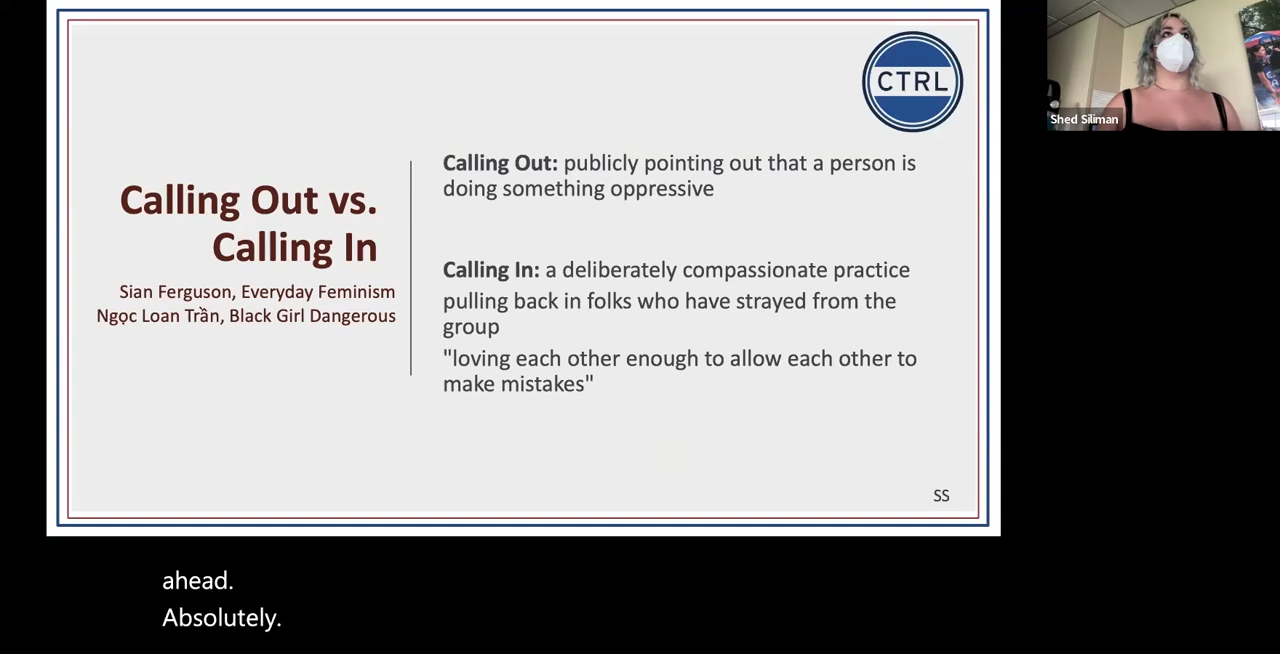 CTRL
Calling Out vs.
Calling In
Sian Ferguson, Everyday Feminism
Ngọc Loan Trần, Black Girl Dangerous
Calling Out: publicly pointing out that a person is
doing something oppressive
Calling In: a deliberately compassionate practice
pulling back in folks who have strayed from the
group
"loving each other enough to allow each other to
make mistakes"
SS
Shed Siliman
ahead.
Absolutely.